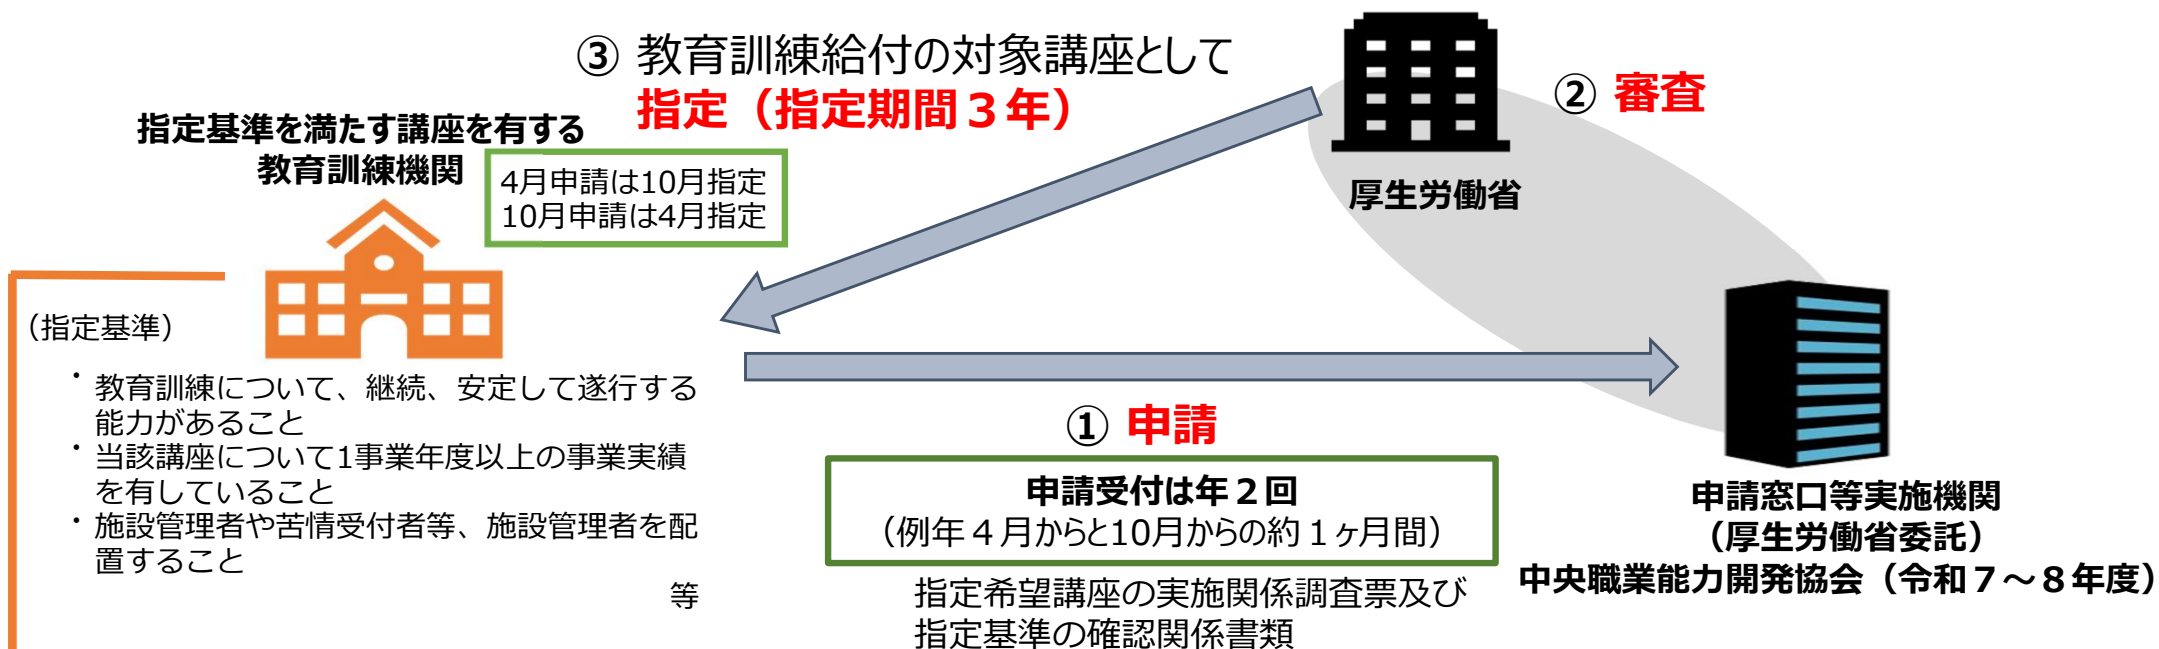 ③ 教育訓練給付の対象講座として
指定（指定期間３年）
② 審査
指定基準を満たす講座を有する
教育訓練機関
4月申請は10月指定
10月申請は4月指定
厚生労働省
（指定基準）
・教育訓練について、継続、安定して遂行する
能力があること
・当該講座について1事業年度以上の事業実績
を有していること
・施設管理者や苦情受付者等、施設管理者を配
置すること
等
① 申請
申請受付は年２回
（例年４月からと10月からの約１ヶ月間）
指定希望講座の実施関係調査票及び
指定基準の確認関係書類
申請窓口等実施機関
（厚生労働省委託）
中央職業能力開発協会（令和７～８年度）